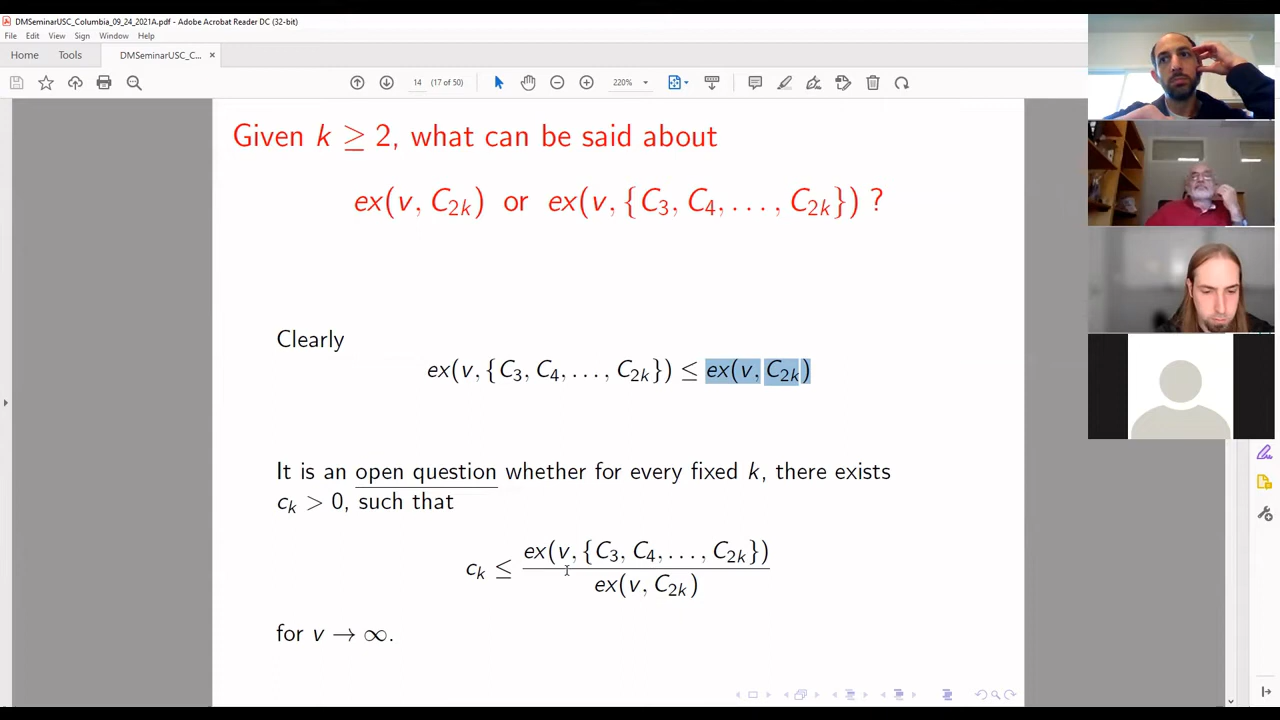 DMSeminarUSC_Columbia_09_24_2021A.pdf - Adobe Acrobat Reader DC (32-bit)
File Edit View Sign Window Help
Home Tools DMSeminarUSC_C... ×
14 (17 of 50) 220%
Given k ≥ 2, what can be said about
ex(v, C₂ₖ) or ex(v, {C₃, C₄, . . . , C₂ₖ}) ?
Clearly
ex(v, {C₃, C₄, . . . , C₂ₖ}) ≤ ex(v, C₂ₖ)
It is an open question whether for every fixed k, there exists
cₖ > 0, such that
cₖ ≤ ex(v, {C₃, C₄, . . . , C₂ₖ}) / ex(v, C₂ₖ)
for v → ∞.